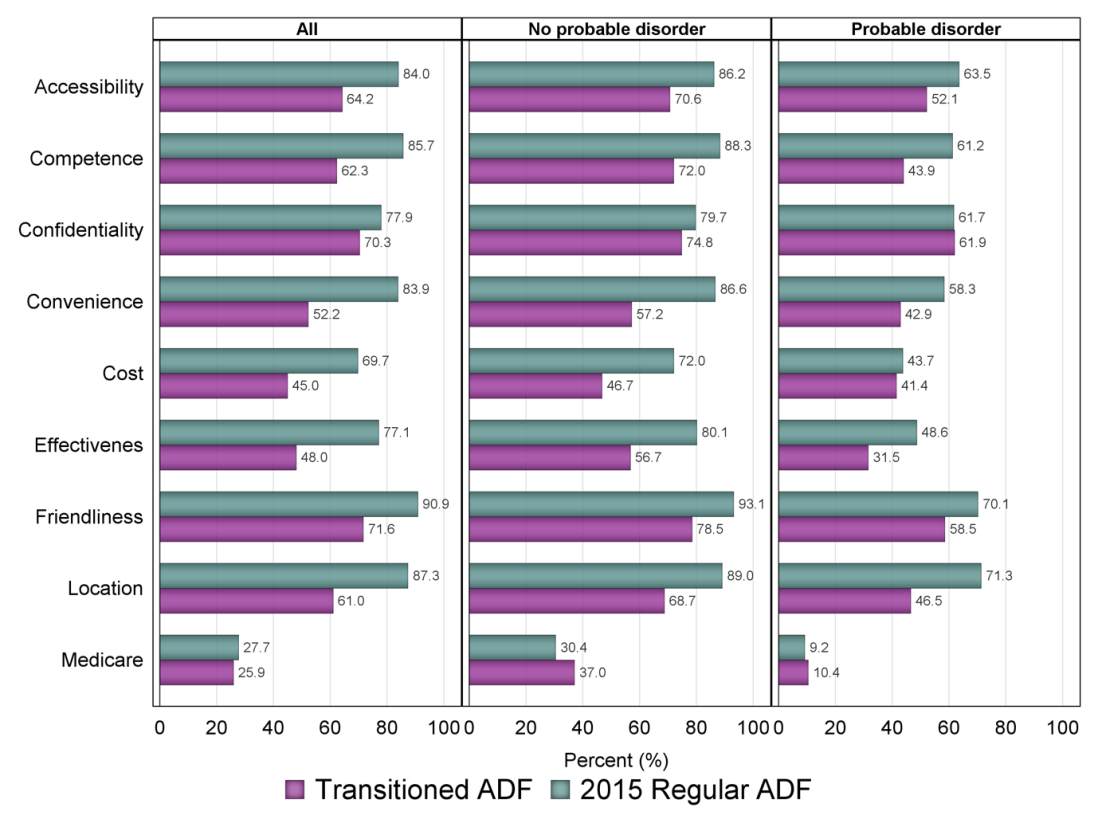 All No probable disorder Probable disorder
Accessibility 84.0 86.2 63.5
64.2 70.6 52.1
Competence 85.7 88.3 61.2
62.3 72.0 43.9
Confidentiality 77.9 79.7 61.7
70.3 74.8 61.9
Convenience 83.9 86.6 58.3
52.2 57.2 42.9
Cost 69.7 72.0 43.7
45.0 46.7 41.4
Effectivenes 77.1 80.1 48.6
48.0 56.7 31.5
Friendliness 90.9 93.1 70.1
71.6 78.5 58.5
Location 87.3 89.0 71.3
61.0 68.7 46.5
Medicare 27.7 30.4 9.2
25.9 37.0 10.4
0 20 40 60 80 100 0 20 40 60 80 100 0 20 40 60 80 100
Percent (%)
Transitioned ADF 2015 Regular ADF